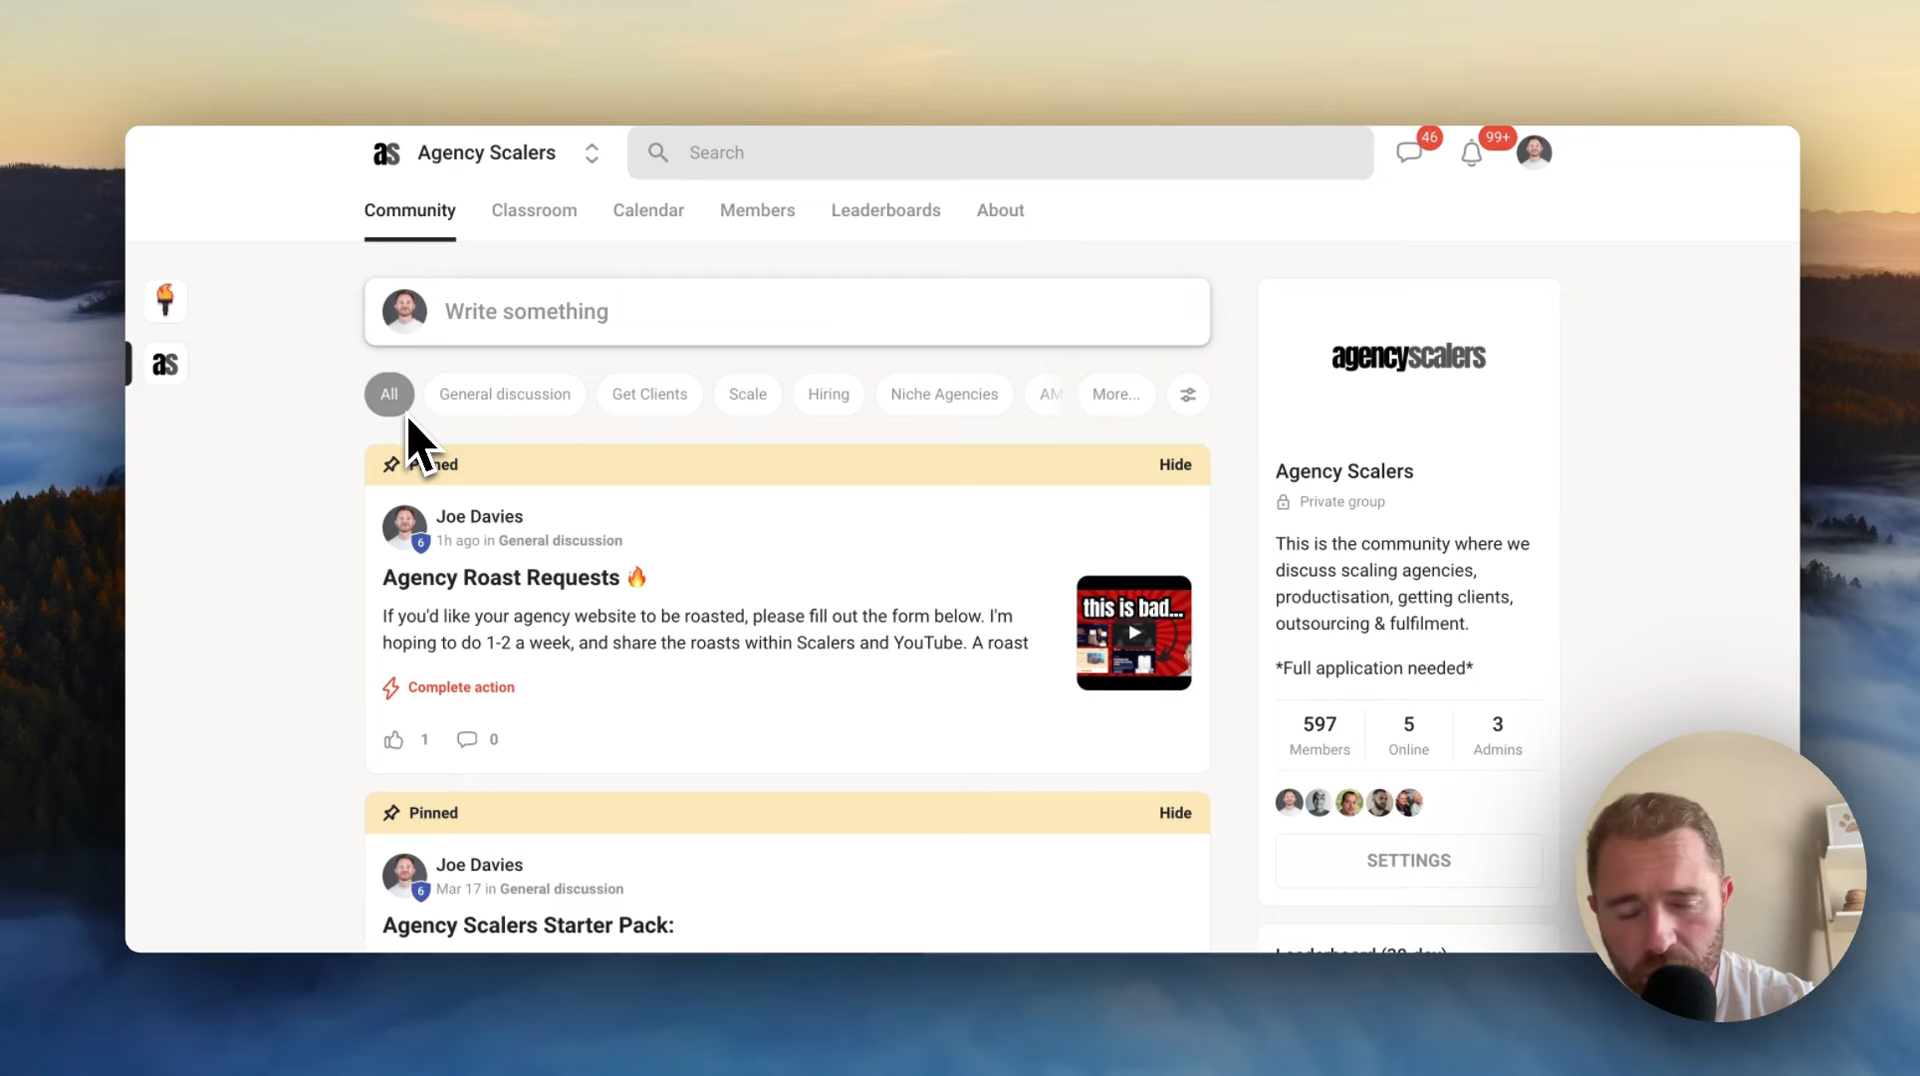 as Agency Scalers
Search
46
99+
Community Classroom Calendar Members Leaderboards About
as
Write something
All General discussion Get Clients Scale Hiring Niche Agencies AM More...
Hide
Joe Davies
6
1h ago in General discussion
Agency Roast Requests
If you'd like your agency website to be roasted, please fill out the form below. I'm
hoping to do 1-2 a week, and share the roasts within Scalers and YouTube. A roast
this is bad...
Complete action
1 0
Pinned Hide
Joe Davies
6
Mar 17 in General discussion
Agency Scalers Starter Pack:
agencyscalers
Agency Scalers
Private group
This is the community where we
discuss scaling agencies,
productisation, getting clients,
outsourcing & fulfilment.
*Full application needed*
597 5 3
Members Online Admins
SETTINGS